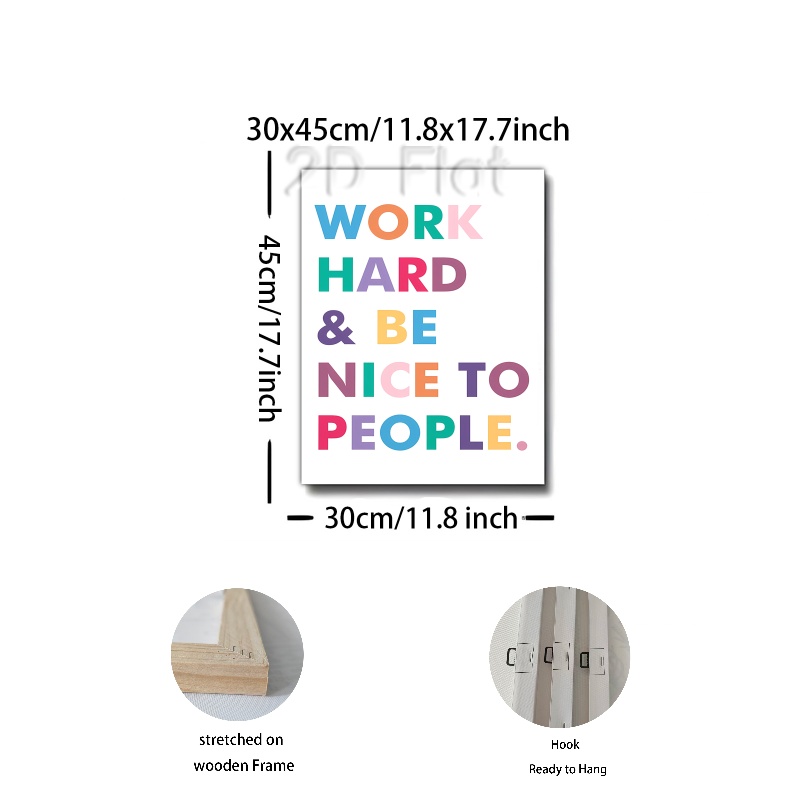 30x45cm/11.8x17.7inch
2D Flat
WORK
HARD
& BE
NICE TO
PEOPLE.
45cm/17.7inch
30cm/11.8 inch
stretched on
wooden Frame
Hook
Ready to Hang